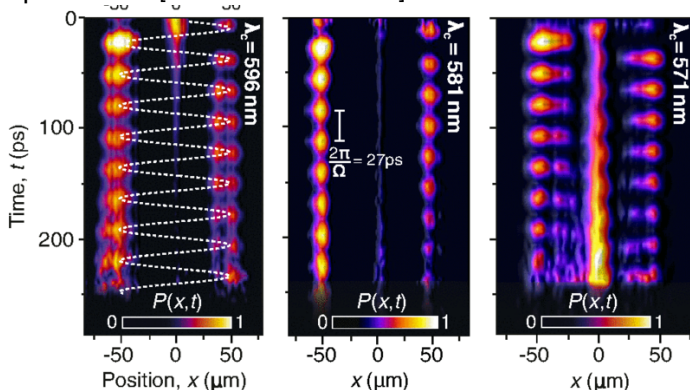 0
100
200
Time, t (ps)
λc = 596 nm
P(x,t)
0 1
-50 0 50
Position, x (μm)
λc = 581 nm
2π/Ω = 27ps
P(x,t)
0 1
-50 0 50
x (μm)
λc = 571 nm
P(x,t)
0 1
-50 0 50
x (μm)